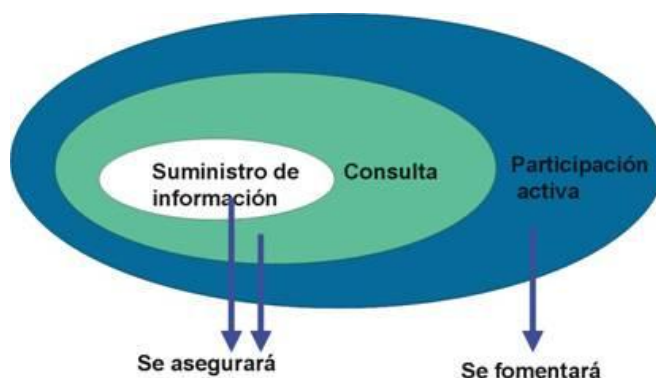 Suministro de
información
Consulta
Participación
activa
Se asegurará
Se fomentará